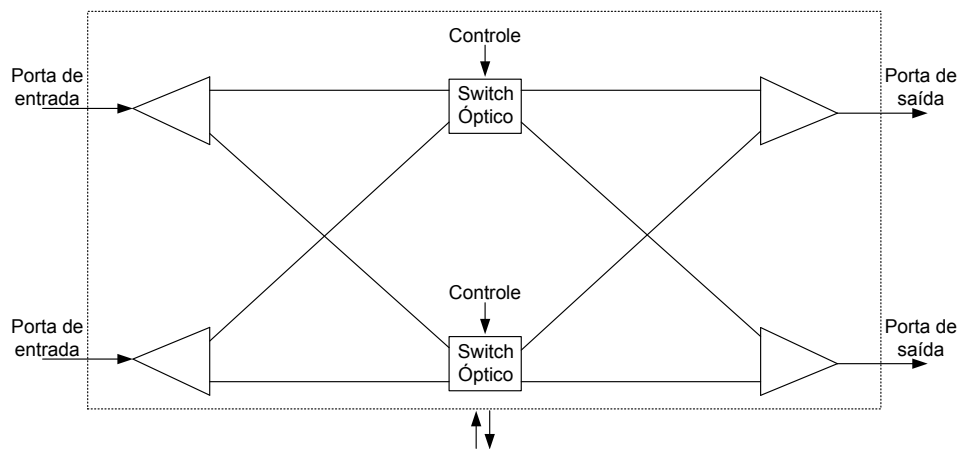 Controle
Porta de
entrada
Switch
Óptico
Porta de
saída
Controle
Porta de
entrada
Switch
Óptico
Porta de
saída